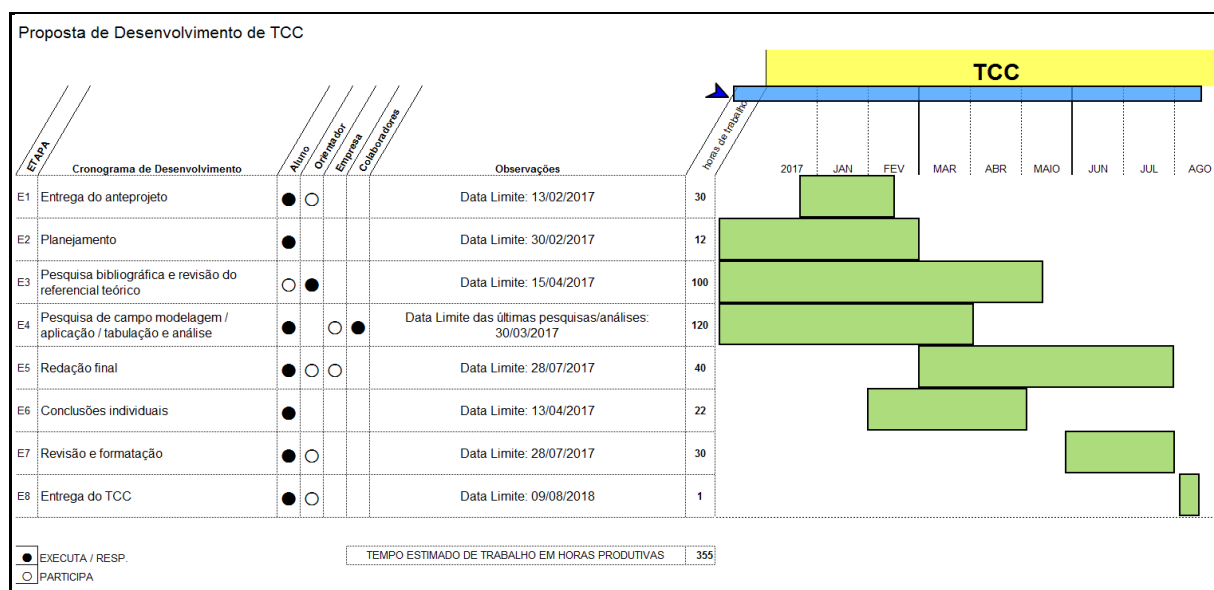 Proposta de Desenvolvimento de TCC
TCC
ETAPA
Cronograma de Desenvolvimento
Aluno
Orientador
Empresa
Colaboradores
Observações
horas de trabalho
2017 JAN FEV MAR ABR MAIO JUN JUL AGO
E1 Entrega do anteprojeto Data Limite: 13/02/2017 30
E2 Planejamento Data Limite: 30/02/2017 12
E3 Pesquisa bibliográfica e revisão do
referencial teórico Data Limite: 15/04/2017 100
E4 Pesquisa de campo modelagem /
aplicação / tabulação e análise Data Limite das últimas pesquisas/análises:
30/03/2017 120
E5 Redação final Data Limite: 28/07/2017 40
E6 Conclusões individuais Data Limite: 13/04/2017 22
E7 Revisão e formatação Data Limite: 28/07/2017 30
E8 Entrega do TCC Data Limite: 09/08/2018 1
EXECUTA / RESP. TEMPO ESTIMADO DE TRABALHO EM HORAS PRODUTIVAS 355
PARTICIPA